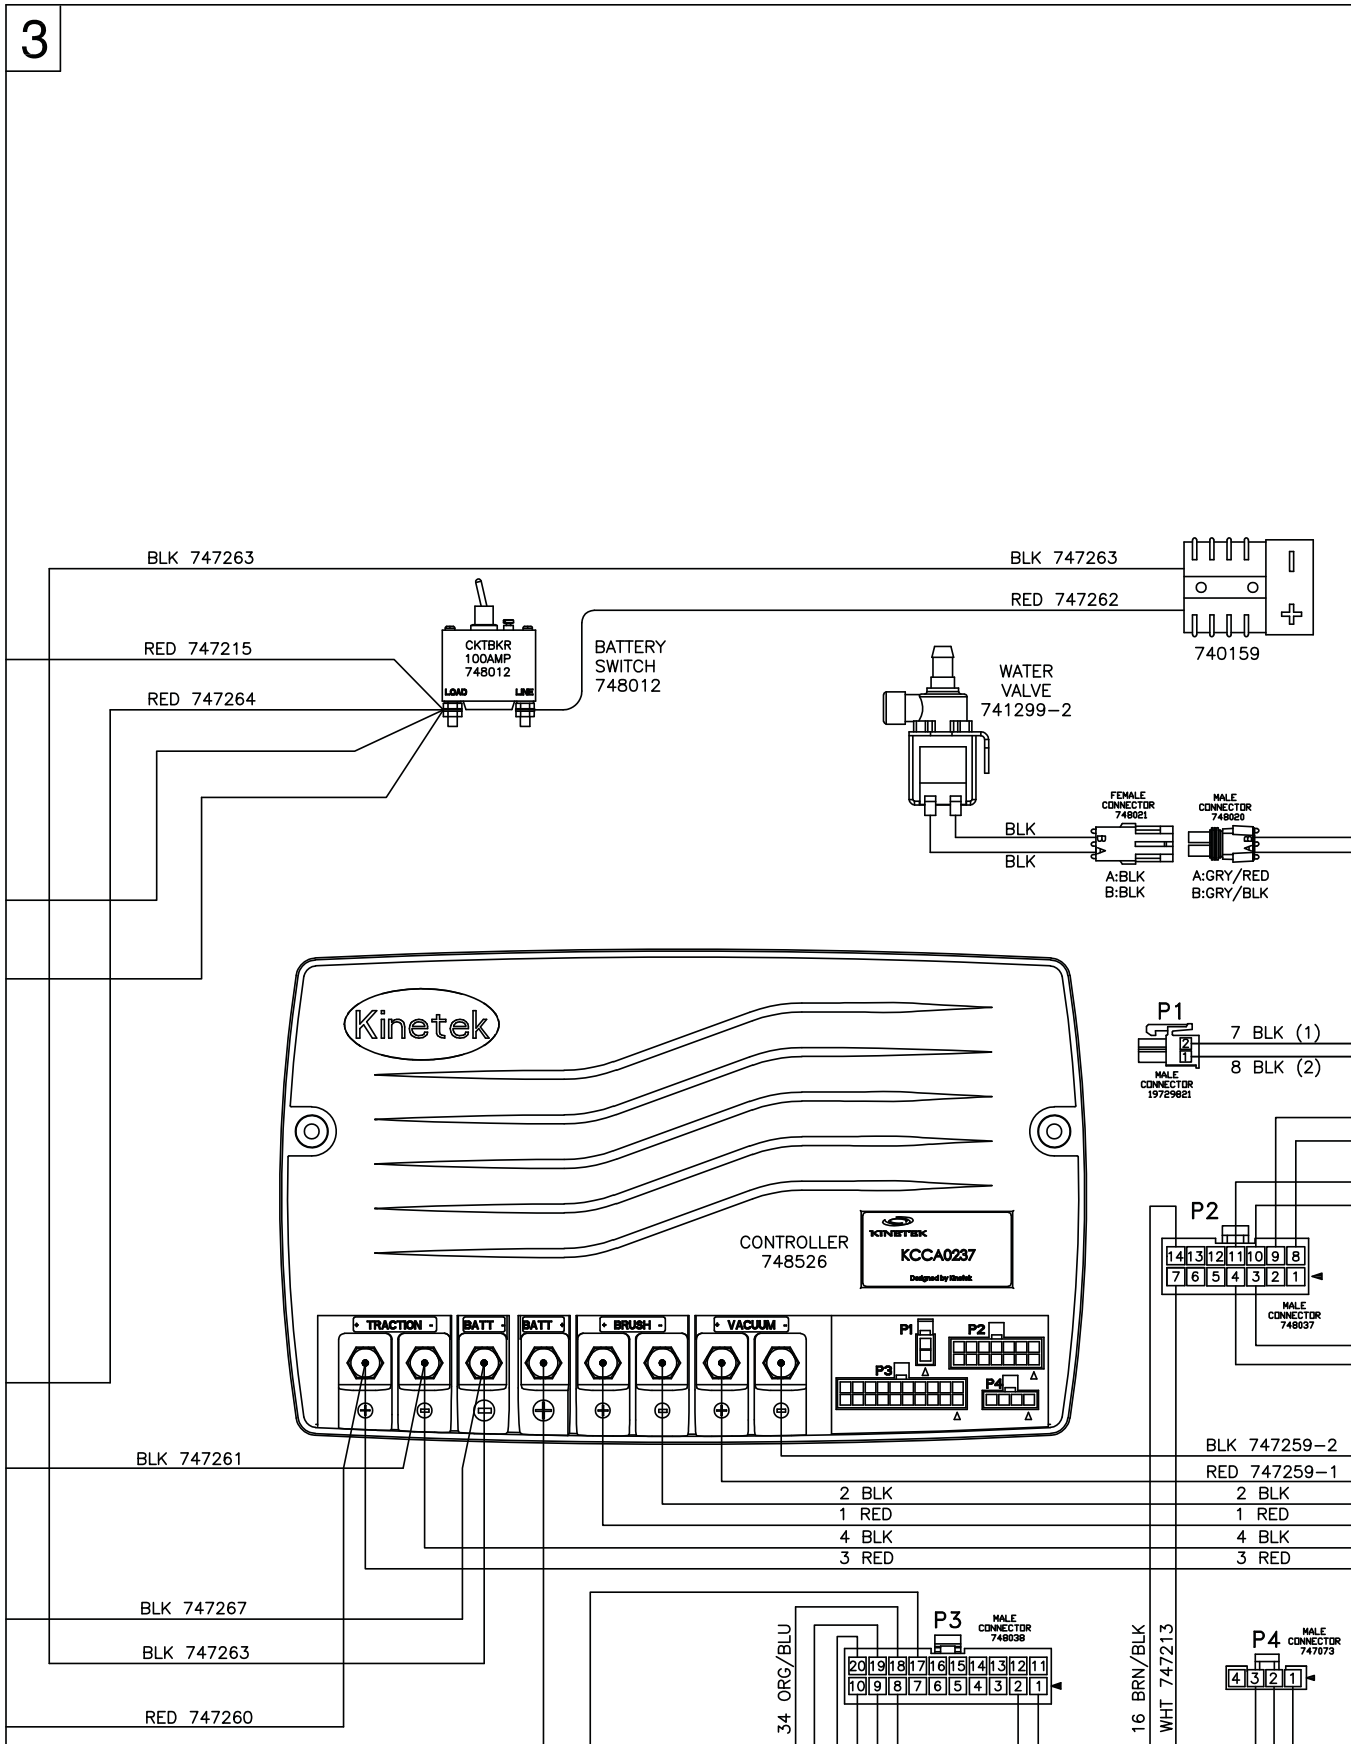 3
BLK 747263
BLK 747263
RED 747262
RED 747215
CKTBKR
100AMP
748012
LOAD
LINE
BATTERY
SWITCH
748012
-
+
740159
RED 747264
WATER
VALVE
741299-2
BLK
BLK
FEMALE
CONNECTOR
748021
B
A
A:BLK
B:BLK
MALE
CONNECTOR
748020
B
A
A:GRY/RED
B:GRY/BLK
Kinetek
P1
2
1
7 BLK (1)
8 BLK (2)
MALE
CONNECTOR
19729821
P2
14 13 12 11 10 9 8
7 6 5 4 3 2 1
MALE
CONNECTOR
748037
CONTROLLER
748526
KINETEK
KCCA0237
Designed by Kinetek
+ TRACTION -
BATT -
BATT +
+ BRUSH -
+ VACUUM -
P1
P2
P3
P4
+ - - + + - + -
BLK 747261
BLK 747259-2
RED 747259-1
2 BLK
2 BLK
1 RED
1 RED
4 BLK
4 BLK
3 RED
3 RED
BLK 747267
BLK 747263
RED 747260
34 ORG/BLU
P3
MALE
CONNECTOR
748038
20 19 18 17 16 15 14 13 12 11
10 9 8 7 6 5 4 3 2 1
16 BRN/BLK
WHT 747213
P4
MALE
CONNECTOR
747073
4 3 2 1